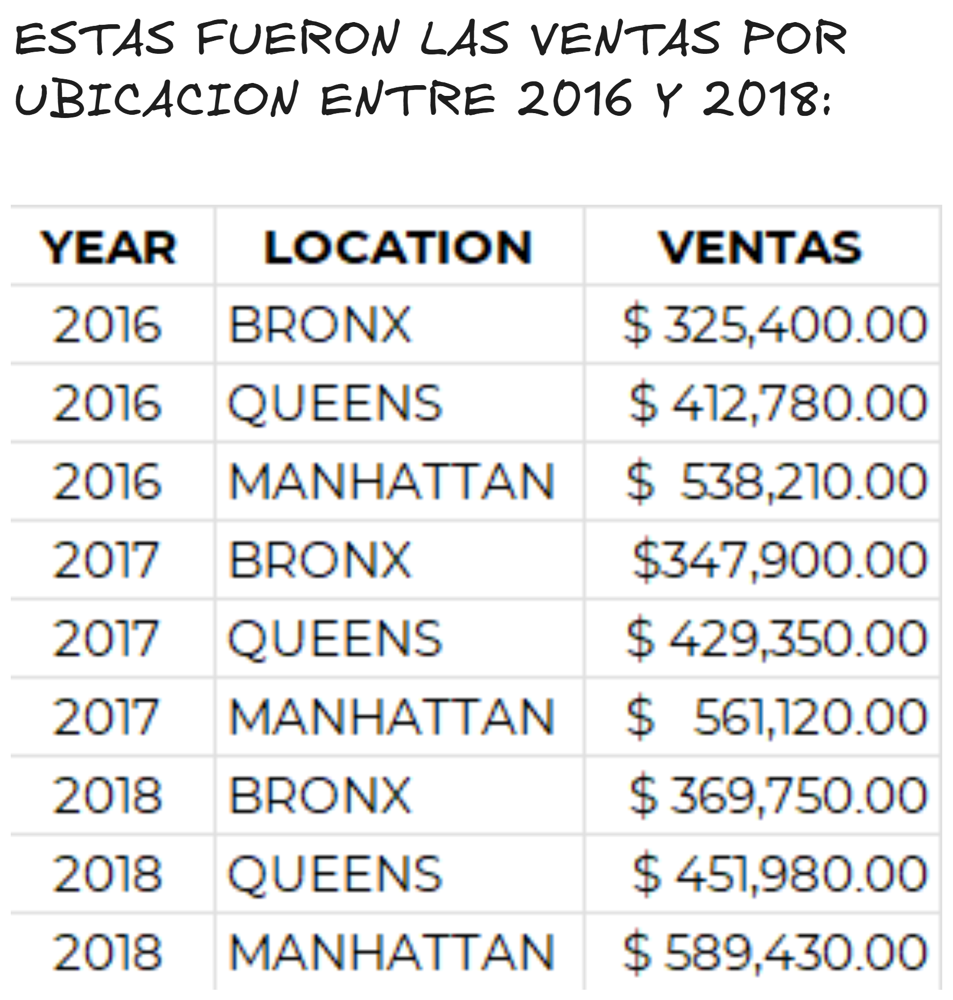 ESTAS FUERON LAS VENTAS POR
UBICACION ENTRE 2016 Y 2018:
YEAR LOCATION VENTAS
2016 BRONX $ 325,400.00
2016 QUEENS $ 412,780.00
2016 MANHATTAN $ 538,210.00
2017 BRONX $347,900.00
2017 QUEENS $ 429,350.00
2017 MANHATTAN $ 561,120.00
2018 BRONX $ 369,750.00
2018 QUEENS $ 451,980.00
2018 MANHATTAN $ 589,430.00